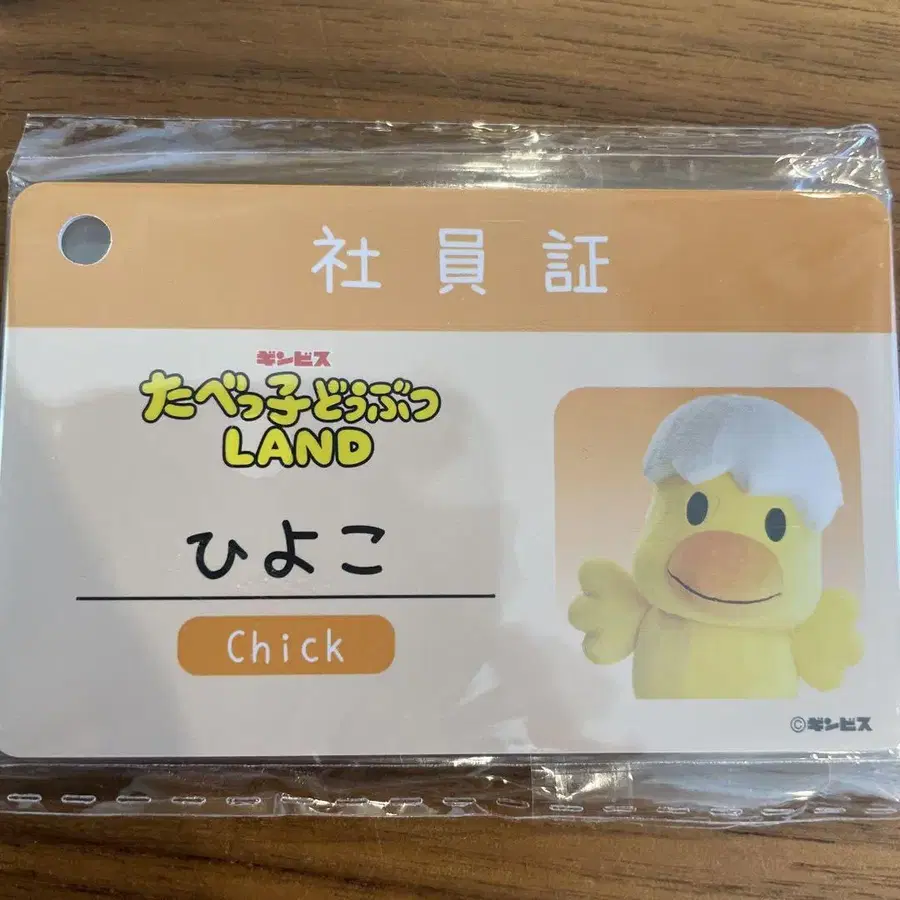 社員証
ギンビス
たべっ子どうぶつ
LAND
ひよこ
Chick
©ギンビス